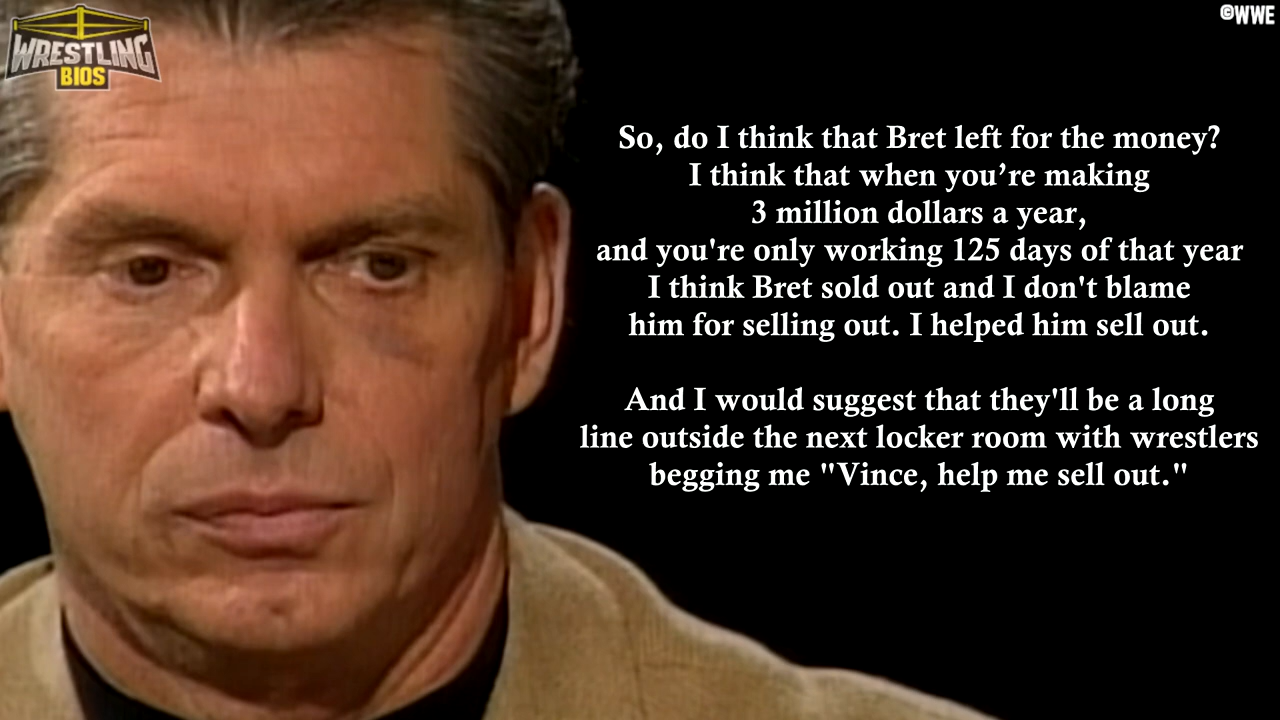 WRESTLING
BIOS
©WWE
So, do I think that Bret left for the money?
I think that when you’re making
3 million dollars a year,
and you're only working 125 days of that year
I think Bret sold out and I don't blame
him for selling out. I helped him sell out.
And I would suggest that they'll be a long
line outside the next locker room with wrestlers
begging me "Vince, help me sell out."